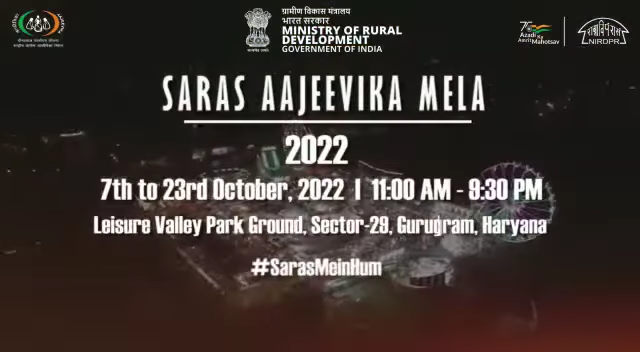 ग्रामीण विकास मंत्रालय
भारत सरकार
MINISTRY OF RURAL
DEVELOPMENT
GOVERNMENT OF INDIA
Azadi Ka
Amrit Mahotsav
NIRDPR
SARAS AAJEEVIKA MELA
2022
7th to 23rd October, 2022 I 11:00 AM - 9:30 PM
Leisure Valley Park Ground, Sector-29, Gurugram, Haryana
#SarasMeinHum